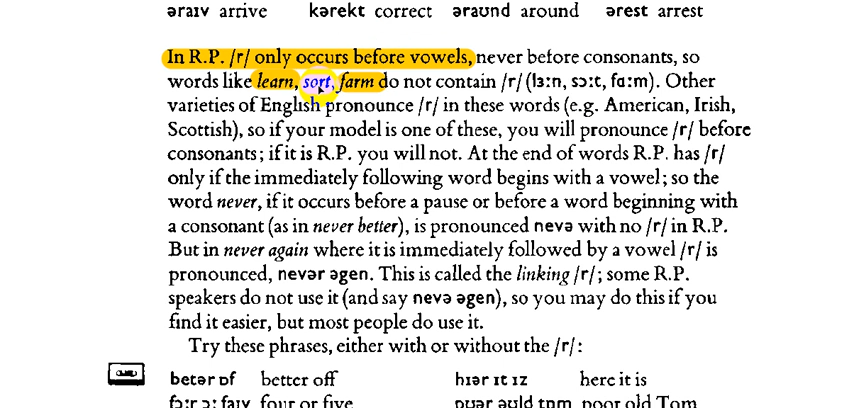 əraɪv arrive kərekt correct əraʊnd around ərest arrest
In R.P. /r/ only occurs before vowels, never before consonants, so
words like learn, sort, farm do not contain /r/ (lɜːn, sɔːt, fɑːm). Other
varieties of English pronounce /r/ in these words (e.g. American, Irish,
Scottish), so if your model is one of these, you will pronounce /r/ before
consonants; if it is R.P. you will not. At the end of words R.P. has /r/
only if the immediately following word begins with a vowel; so the
word never, if it occurs before a pause or before a word beginning with
a consonant (as in never better), is pronounced nevə with no /r/ in R.P.
But in never again where it is immediately followed by a vowel /r/ is
pronounced, nevər əgen. This is called the linking /r/; some R.P.
speakers do not use it (and say nevə əgen), so you may do this if you
find it easier, but most people do use it.
Try these phrases, either with or without the /r/:
betər ɒf better off hɪər ɪt ɪz here it is
fɔːr ɔː faɪv four or five pʊər əʊld tɒm poor old Tom